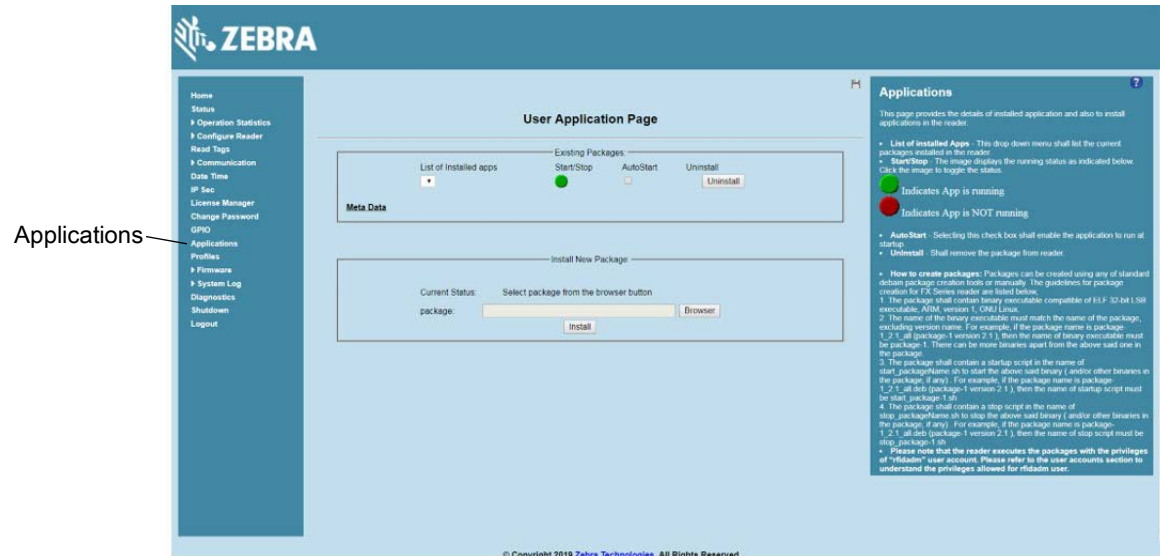 ZEBRA
Applications
Home
Status
Operation Statistics
Configure Reader
Read Tags
Communication
Date Time
IP Sec
License Manager
Change Password
GPIO
Applications
Profiles
Firmware
System Log
Diagnostics
Shutdown
Logout
User Application Page
Existing Packages.
List of Installed apps Start/Stop AutoStart Uninstall
Uninstall
Meta Data
Install New Package
Current Status: Select package from the browser button
package: Browser
Install
?
Applications
This page provides the details of installed application and also to install
applications in the reader.
• List of installed Apps - This drop down menu shall list the current
packages installed in the reader
• Start/Stop - The image displays the running status as indicated below.
Click the image to toggle the status.
Indicates App is running
Indicates App is NOT running
• AutoStart - Selecting this check box shall enable the application to run at
startup.
• Uninstall - Shall remove the package from reader.
• How to create packages: Packages can be created using any of standard
debain package creation tools or manually. The guidelines for package
creation for FX Series reader are listed below;
1. The package shall contain binary executable compatible of ELF 32-bit LSB
executable, ARM, version 1, GNU Linux.
2. The name of the binary executable must match the name of the package,
excluding version name. For example, if the package name is package-
1_2.1_all (package-1 version 2.1 ), then the name of binary executable must
be package-1. There can be more binaries apart from the above said one in
the package.
3. The package shall contain a startup script in the name of
start_packageName.sh to start the above said binary ( and/or other binaries in
the package, if any) . For example, if the package name is package-
1_2.1_all.deb (package-1 version 2.1 ), then the name of startup script must
be start_package-1.sh
4. The package shall contain a stop script in the name of
stop_packageName.sh to stop the above said binary ( and/or other binaries in
the package, if any) . For example, if the package name is package-
1_2.1_all.deb (package-1 version 2.1 ), then the name of stop script must be
stop_package-1.sh
• Please note that the reader executes the packages with the privileges
of "rfidadm" user account. Please refer to the user accounts section to
understand the privileges allowed for rfidadm user.
© Copyright 2019 Zebra Technologies. All Rights Reserved.